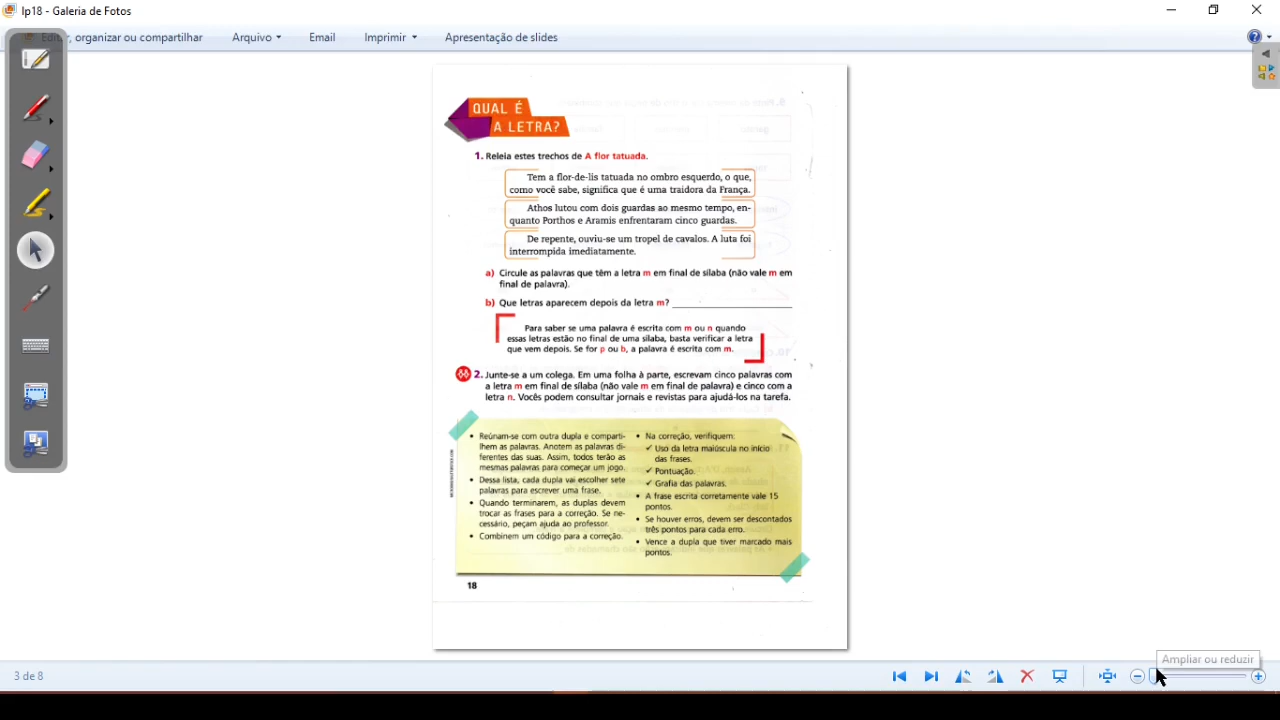 lp18 - Galeria de Fotos
Editar, organizar ou compartilhar Arquivo Email Imprimir Apresentação de slides
QUAL É
A LETRA?
1. Releia estes trechos de A flor tatuada.
Tem a flor-de-lis tatuada no ombro esquerdo, o que,
como você sabe, significa que é uma traidora da França.
Athos lutou com dois guardas ao mesmo tempo, en-
quanto Porthos e Aramis enfrentaram cinco guardas.
De repente, ouviu-se um tropel de cavalos. A luta foi
interrompida imediatamente.
a) Circule as palavras que têm a letra m em final de sílaba (não vale m em
final de palavra).
b) Que letras aparecem depois da letra m?
Para saber se uma palavra é escrita com m ou n quando
essas letras estão no final de uma sílaba, basta verificar a letra
que vem depois. Se for p ou b, a palavra é escrita com m.
2. Junte-se a um colega. Em uma folha à parte, escrevam cinco palavras com
a letra m em final de sílaba (não vale m em final de palavra) e cinco com a
letra n. Vocês podem consultar jornais e revistas para ajudá-los na tarefa.
• Reúnam-se com outra dupla e comparti-
lhem as palavras. Anotem as palavras di-
ferentes das suas. Assim, todos terão as
mesmas palavras para começar um jogo.
• Dessa lista, cada dupla vai escolher sete
palavras para escrever uma frase.
• Quando terminarem, as duplas devem
trocar as frases para a correção. Se ne-
cessário, peçam ajuda ao professor.
• Combinem um código para a correção.
• Na correção, verifiquem:
✓ Uso da letra maiúscula no início
das frases.
✓ Pontuação.
✓ Grafia das palavras.
• A frase escrita corretamente vale 15
pontos.
• Se houver erros, devem ser descontados
três pontos para cada erro.
• Vence a dupla que tiver marcado mais
pontos.
18
Ampliar ou reduzir
3 de 8